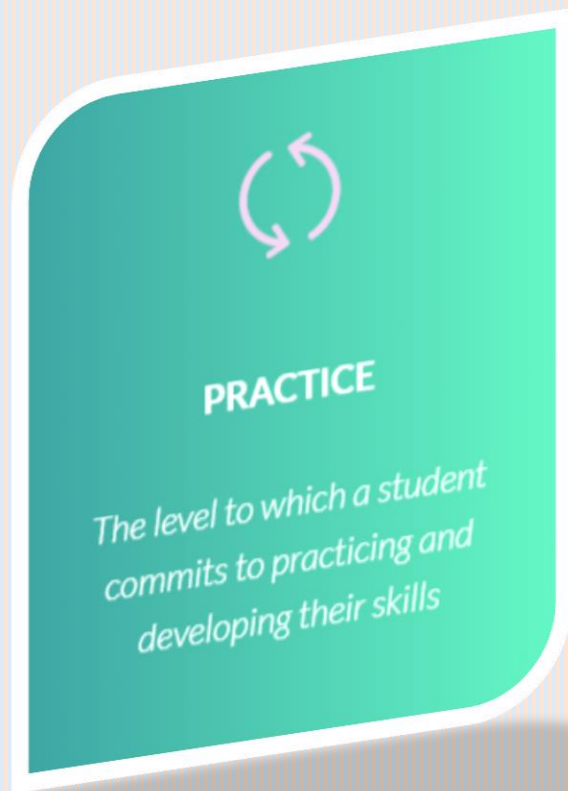 PRACTICE
The level to which a student
commits to practicing and
developing their skills